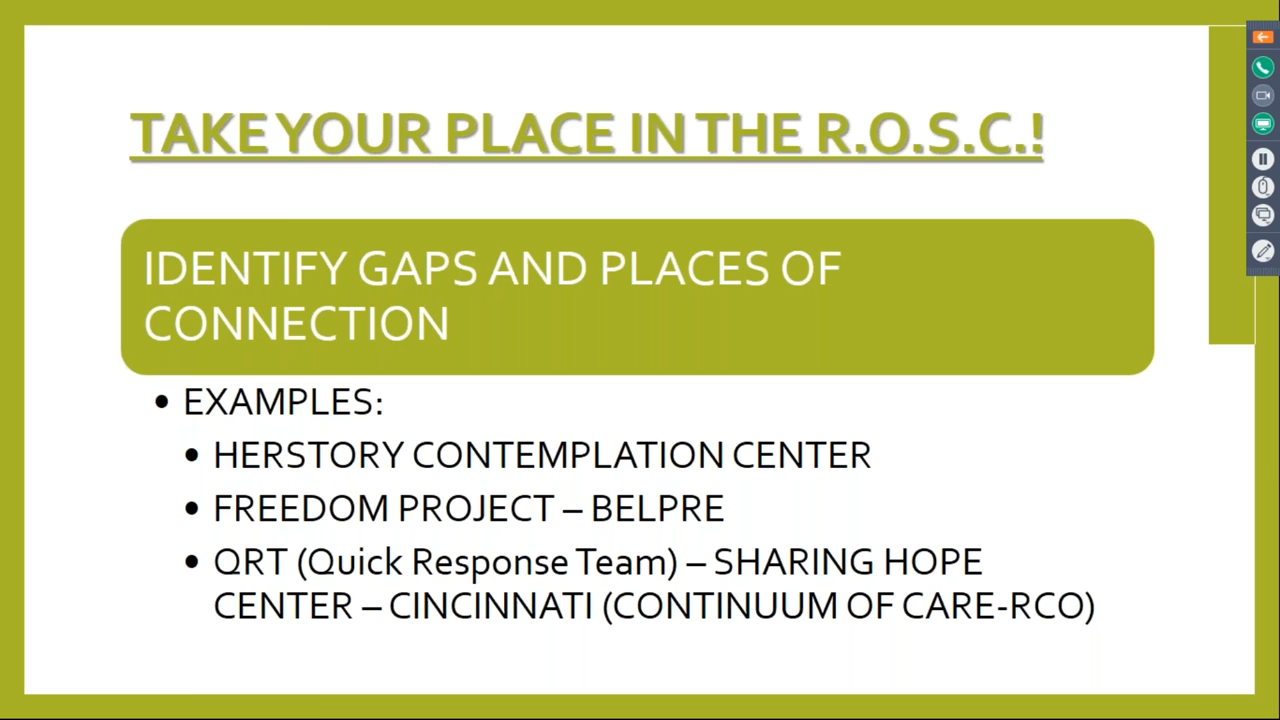 TAKE YOUR PLACE IN THE R.O.S.C.!
IDENTIFY GAPS AND PLACES OF
CONNECTION
• EXAMPLES:
• HERSTORY CONTEMPLATION CENTER
• FREEDOM PROJECT – BELPRE
• QRT (Quick Response Team) – SHARING HOPE
CENTER – CINCINNATI (CONTINUUM OF CARE-RCO)